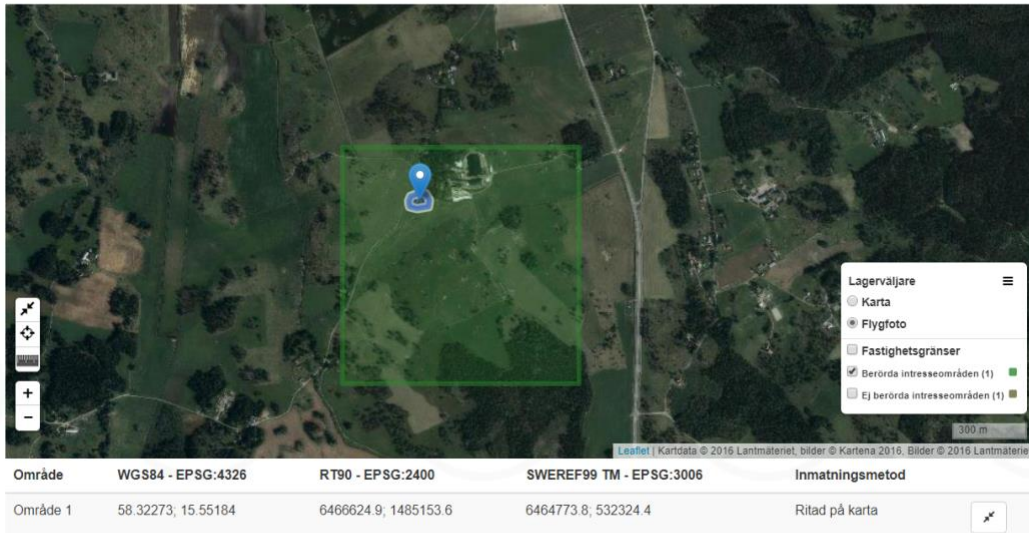 Lagerväljare
Karta
Flygfoto
Fastighetsgränser
Berörda intresseområden (1)
Ej berörda intresseområden (1)
+
−
300 m
Leaflet | Kartdata © 2016 Lantmäteriet, bilder © Kartena 2016, Bilder © 2016 Lantmäterie
Område WGS84 - EPSG:4326 RT90 - EPSG:2400 SWEREF99 TM - EPSG:3006 Inmatningsmetod
Område 1 58.32273; 15.55184 6466624.9; 1485153.6 6464773.8; 532324.4 Ritad på karta